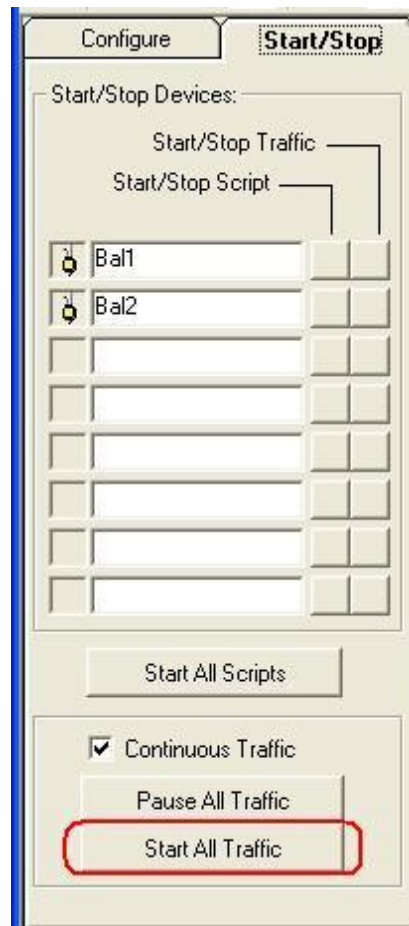 Configure Start/Stop
Start/Stop Devices:
Start/Stop Traffic
Start/Stop Script
Bal1
Bal2
Start All Scripts
Continuous Traffic
Pause All Traffic
Start All Traffic